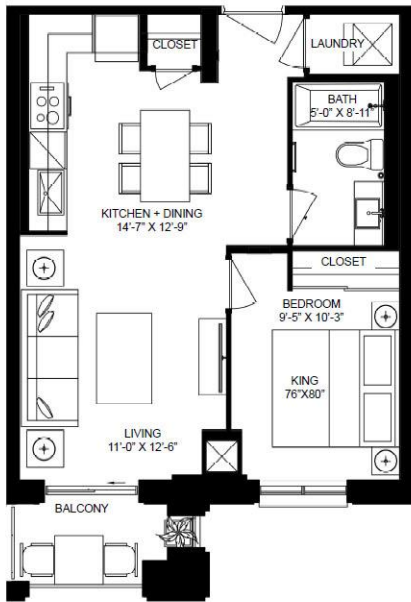 CLOSET
LAUNDRY
BATH
5'-0" X 8'-11"
KITCHEN + DINING
14'-7" X 12'-9"
CLOSET
BEDROOM
9'-5" X 10'-3"
KING
76"X80"
LIVING
11'-0" X 12'-6"
BALCONY